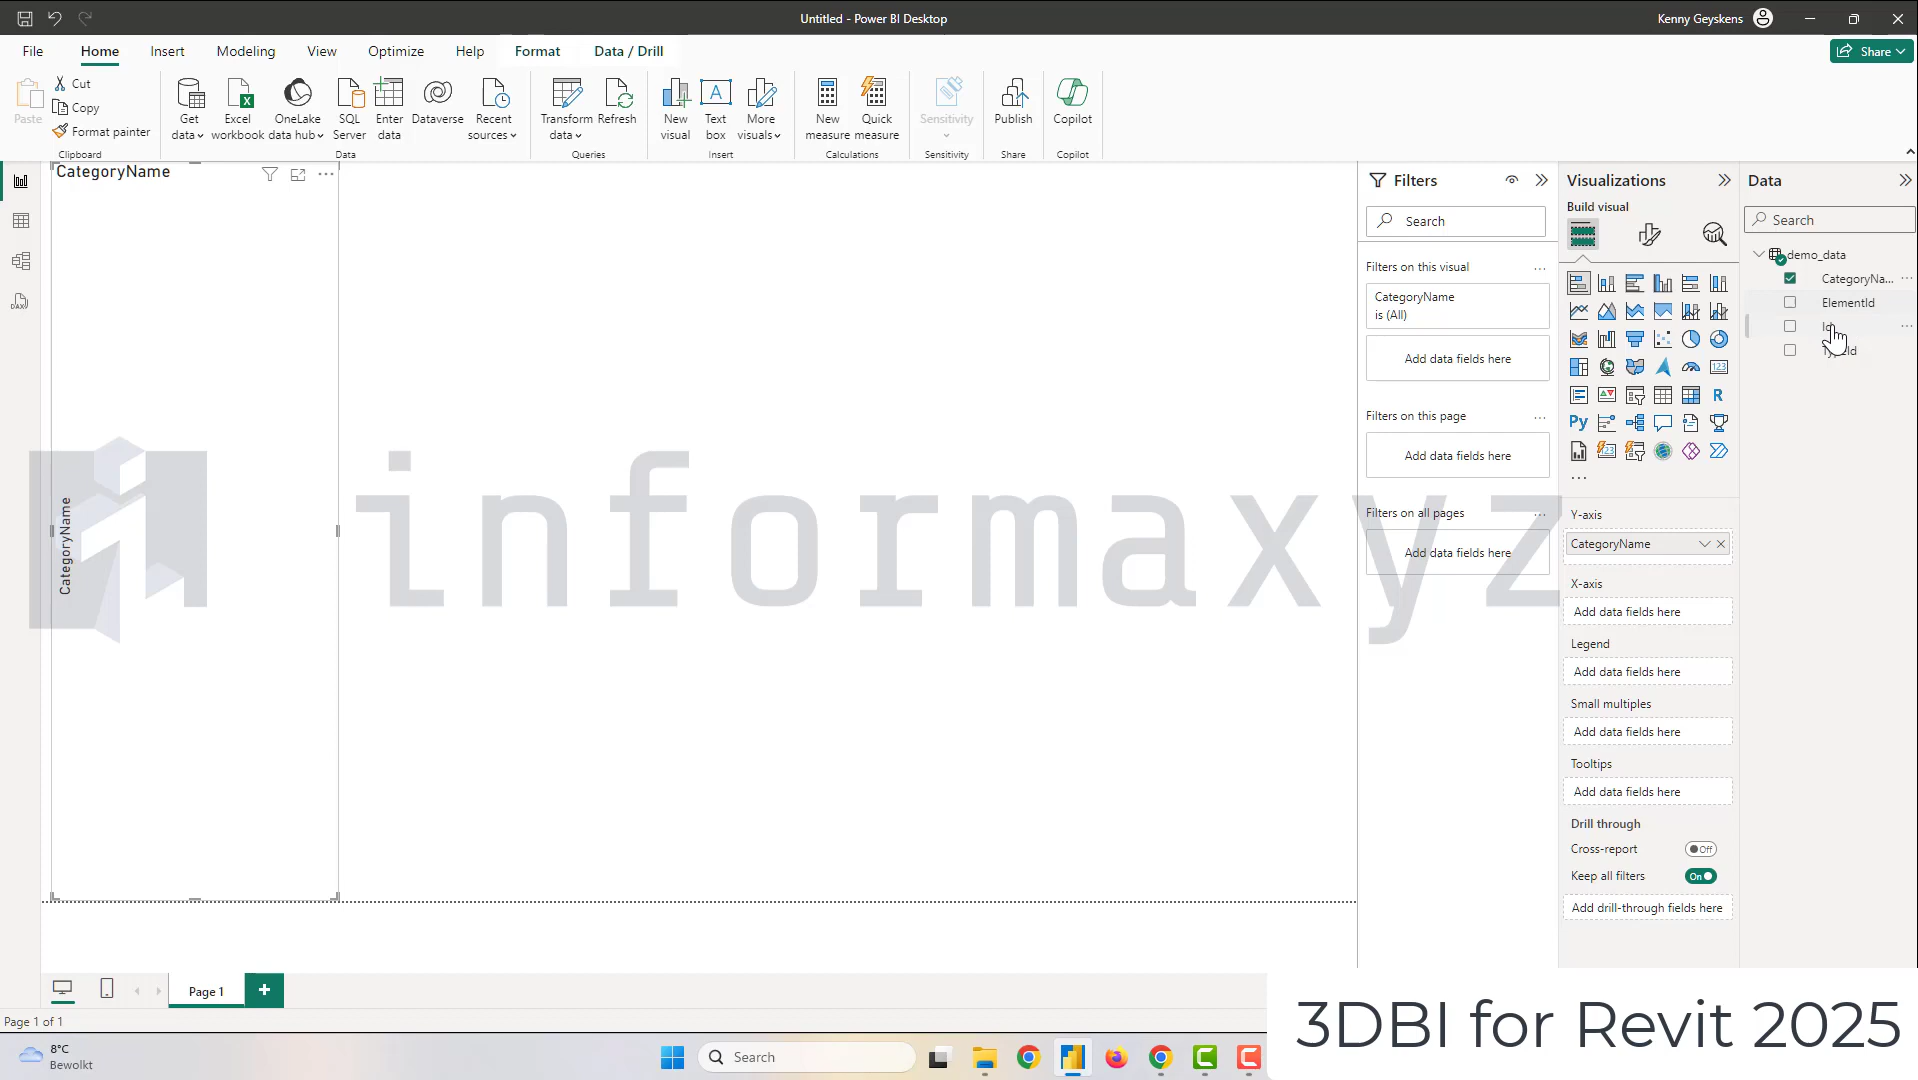 Untitled - Power BI Desktop
Kenny Geyskens
File
Home
Insert
Modeling
View
Optimize
Help
Format
Data / Drill
Share
Paste
Cut
Copy
Format painter
Clipboard
Get data
Excel workbook
OneLake data hub
SQL Server
Enter data
Dataverse
Recent sources
Data
Transform data
Refresh
Queries
New visual
Text box
More visuals
Insert
New measure
Quick measure
Calculations
Sensitivity
Sensitivity
Publish
Share
Copilot
Copilot
CategoryName
CategoryName
informaxyz
Filters
Search
Filters on this visual
CategoryName
is (All)
Add data fields here
Filters on this page
Add data fields here
Filters on all pages
Add data fields here
Visualizations
Build visual
R
Py
123
Y-axis
CategoryName
X-axis
Add data fields here
Legend
Add data fields here
Small multiples
Add data fields here
Tooltips
Add data fields here
Drill through
Cross-report
Off
Keep all filters
On
Add drill-through fields here
Data
Search
demo_data
CategoryNa...
ElementId
Page 1
Page 1 of 1
8°C
Bewolkt
Search
3DBI for Revit 2025